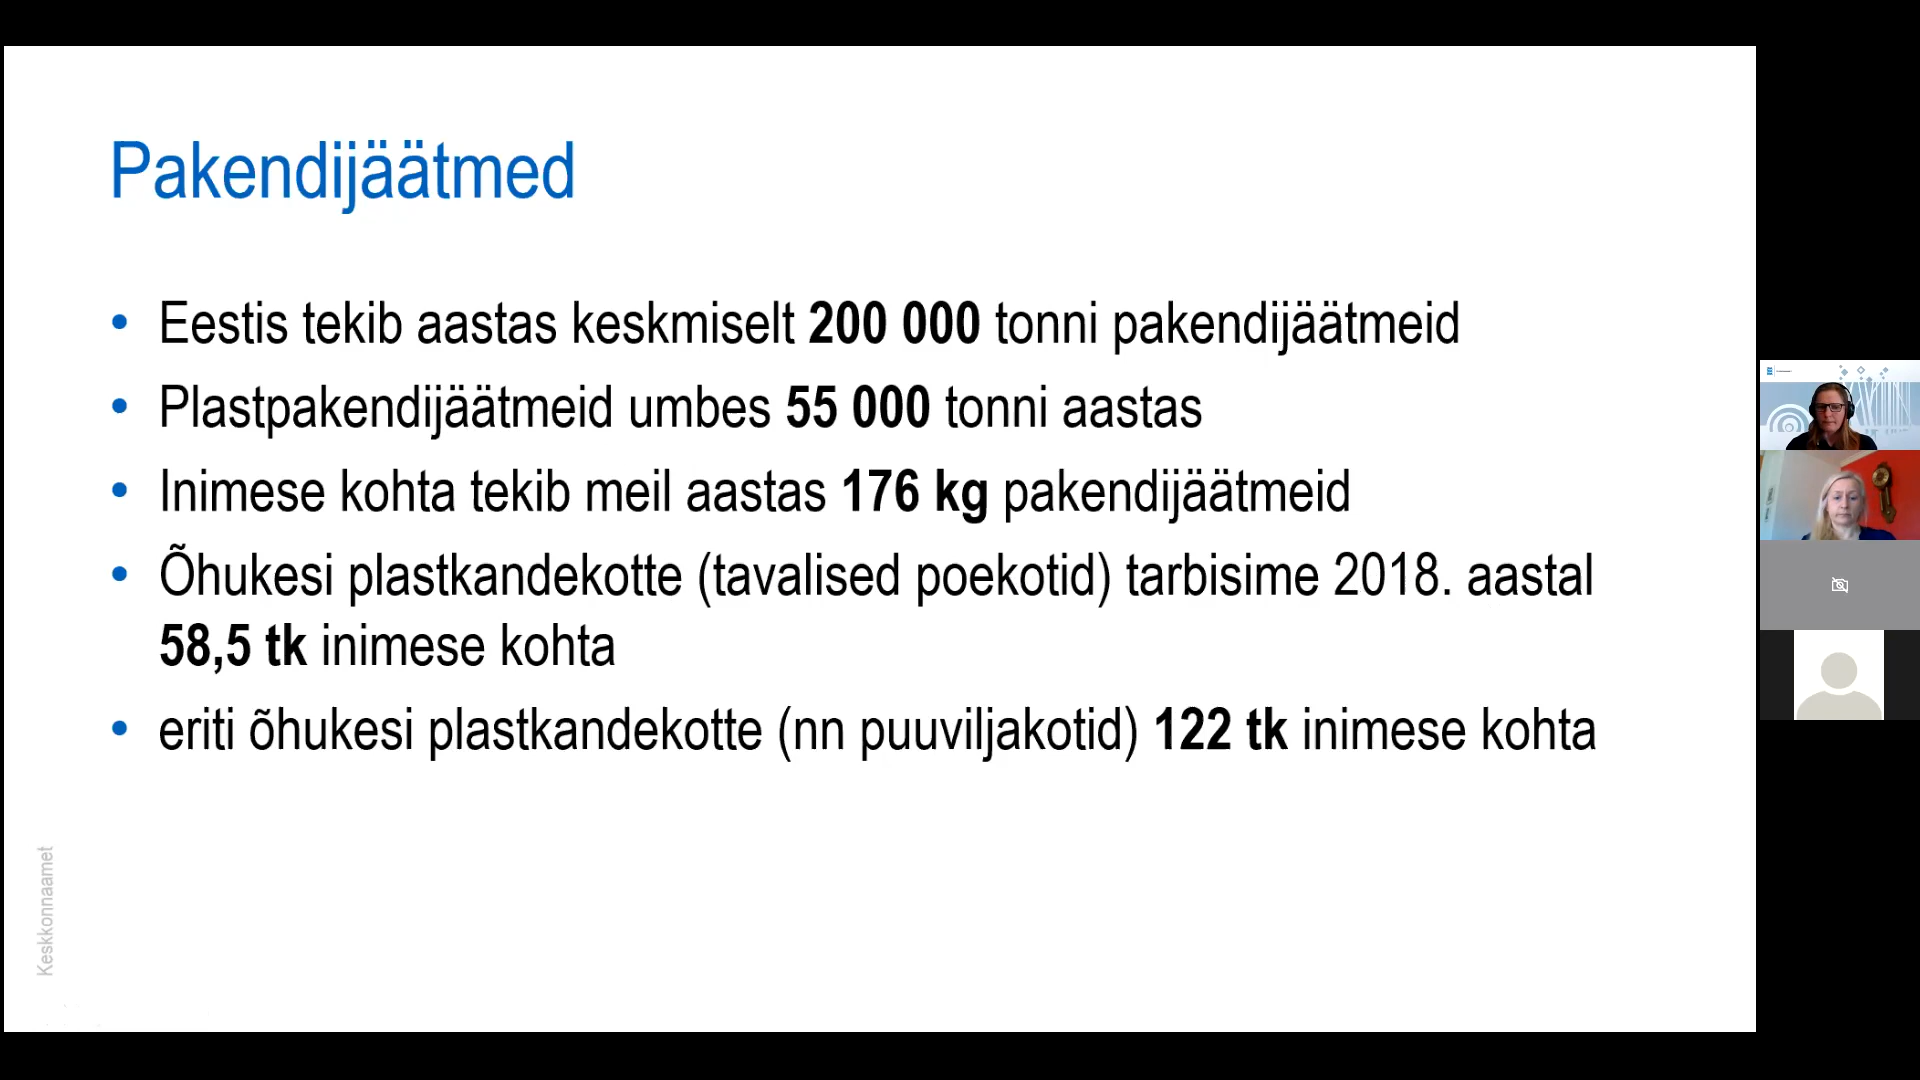 Pakendijäätmed
• Eestis tekib aastas keskmiselt 200 000 tonni pakendijäätmeid
• Plastpakendijäätmeid umbes 55 000 tonni aastas
• Inimese kohta tekib meil aastas 176 kg pakendijäätmeid
• Õhukesi plastkandekotte (tavalised poekotid) tarbisime 2018. aastal
58,5 tk inimese kohta
• eriti õhukesi plastkandekotte (nn puuviljakotid) 122 tk inimese kohta
Keskkonnaamet